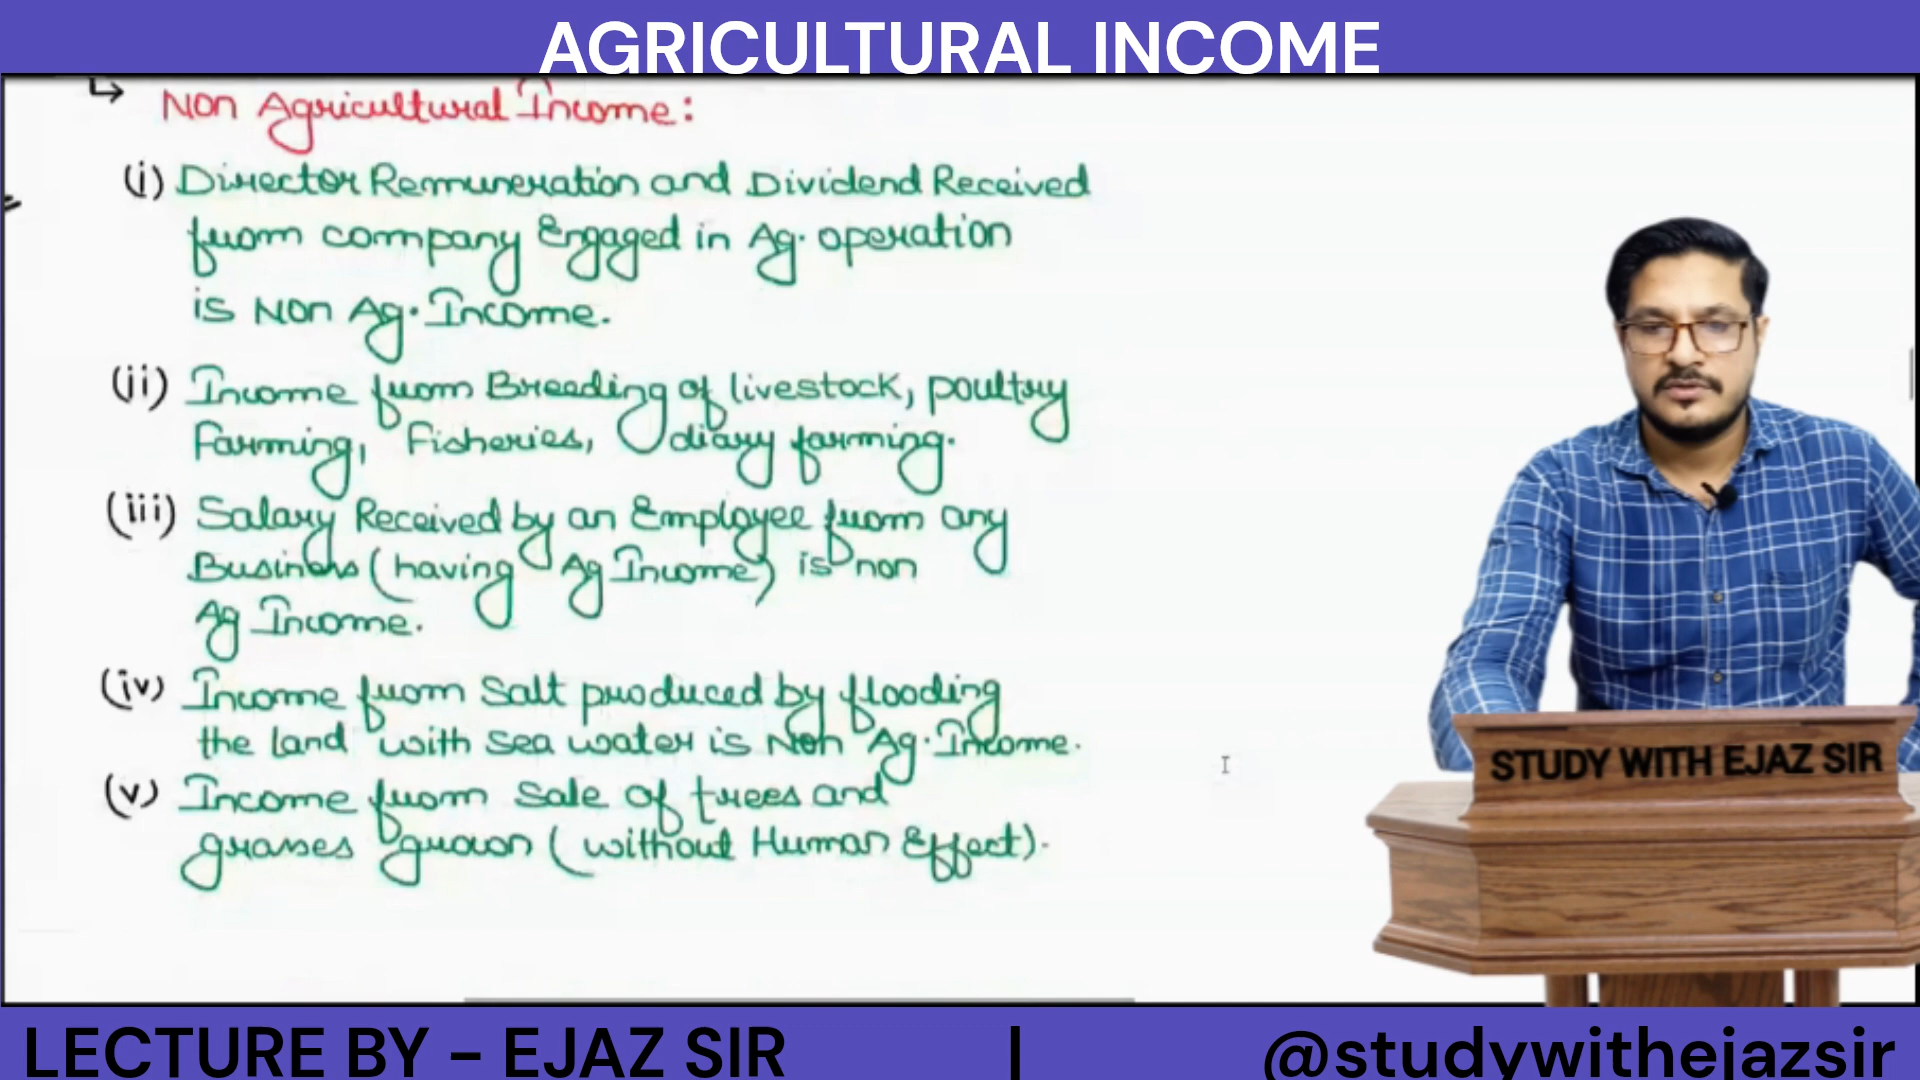 AGRICULTURAL INCOME
↳ Non Agricultural Income:
(i) Director Remuneration and Dividend Received
from company Engaged in Ag. operation
is Non Ag. Income.
(ii) Income from Breeding of livestock, poultry
Farming, Fisheries, diary farming.
(iii) Salary Received by an Employee from any
Business (having Ag Income) is non
Ag Income.
(iv) Income from Salt produced by flooding
the land with sea water is Non Ag. Income.
(v) Income from Sale of trees and
grasses grown (without Human Effect).
STUDY WITH EJAZ SIR
LECTURE BY - EJAZ SIR | @studywithejazsir